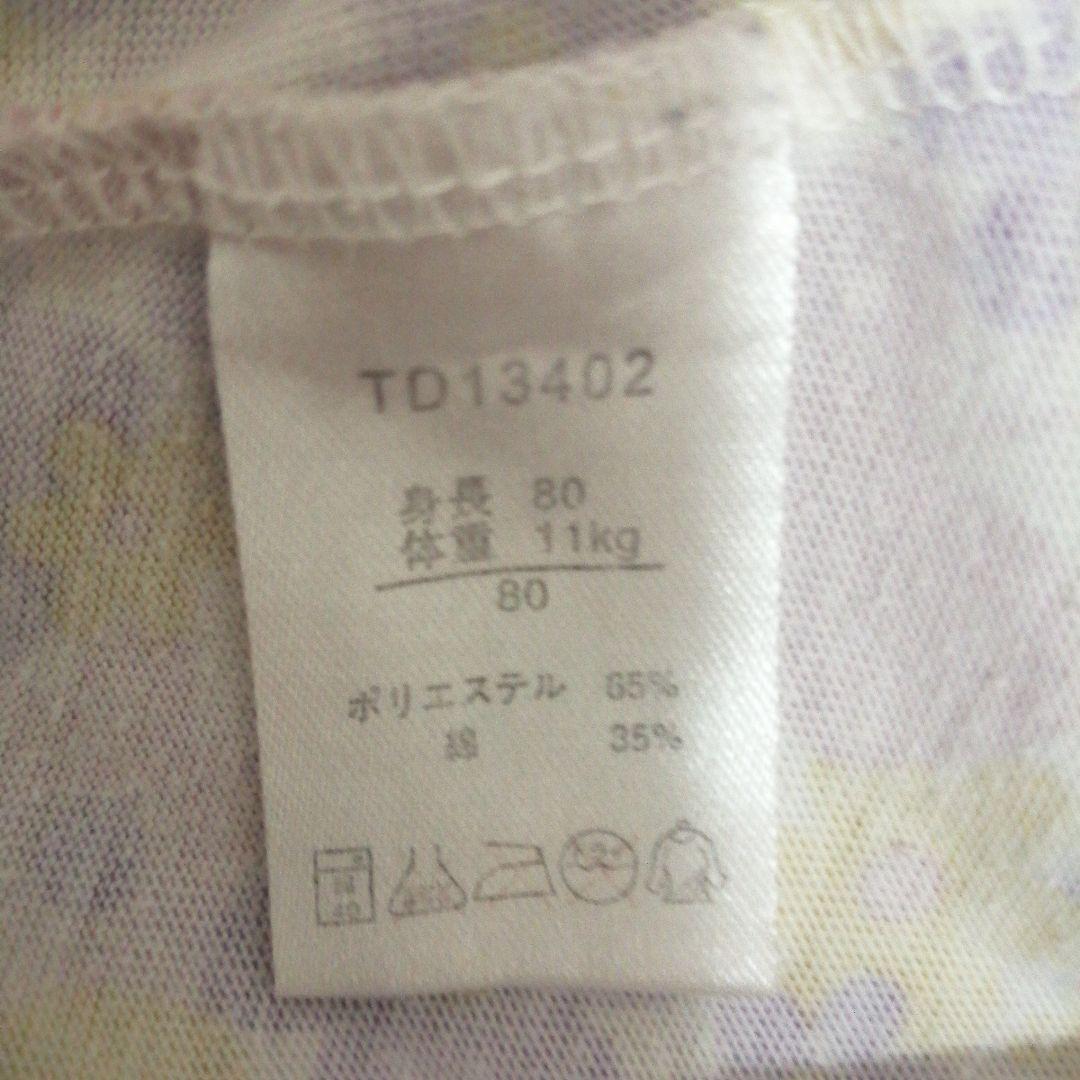 TD13402
身長 80
体重 11kg
80
ポリエステル 65%
綿 35%